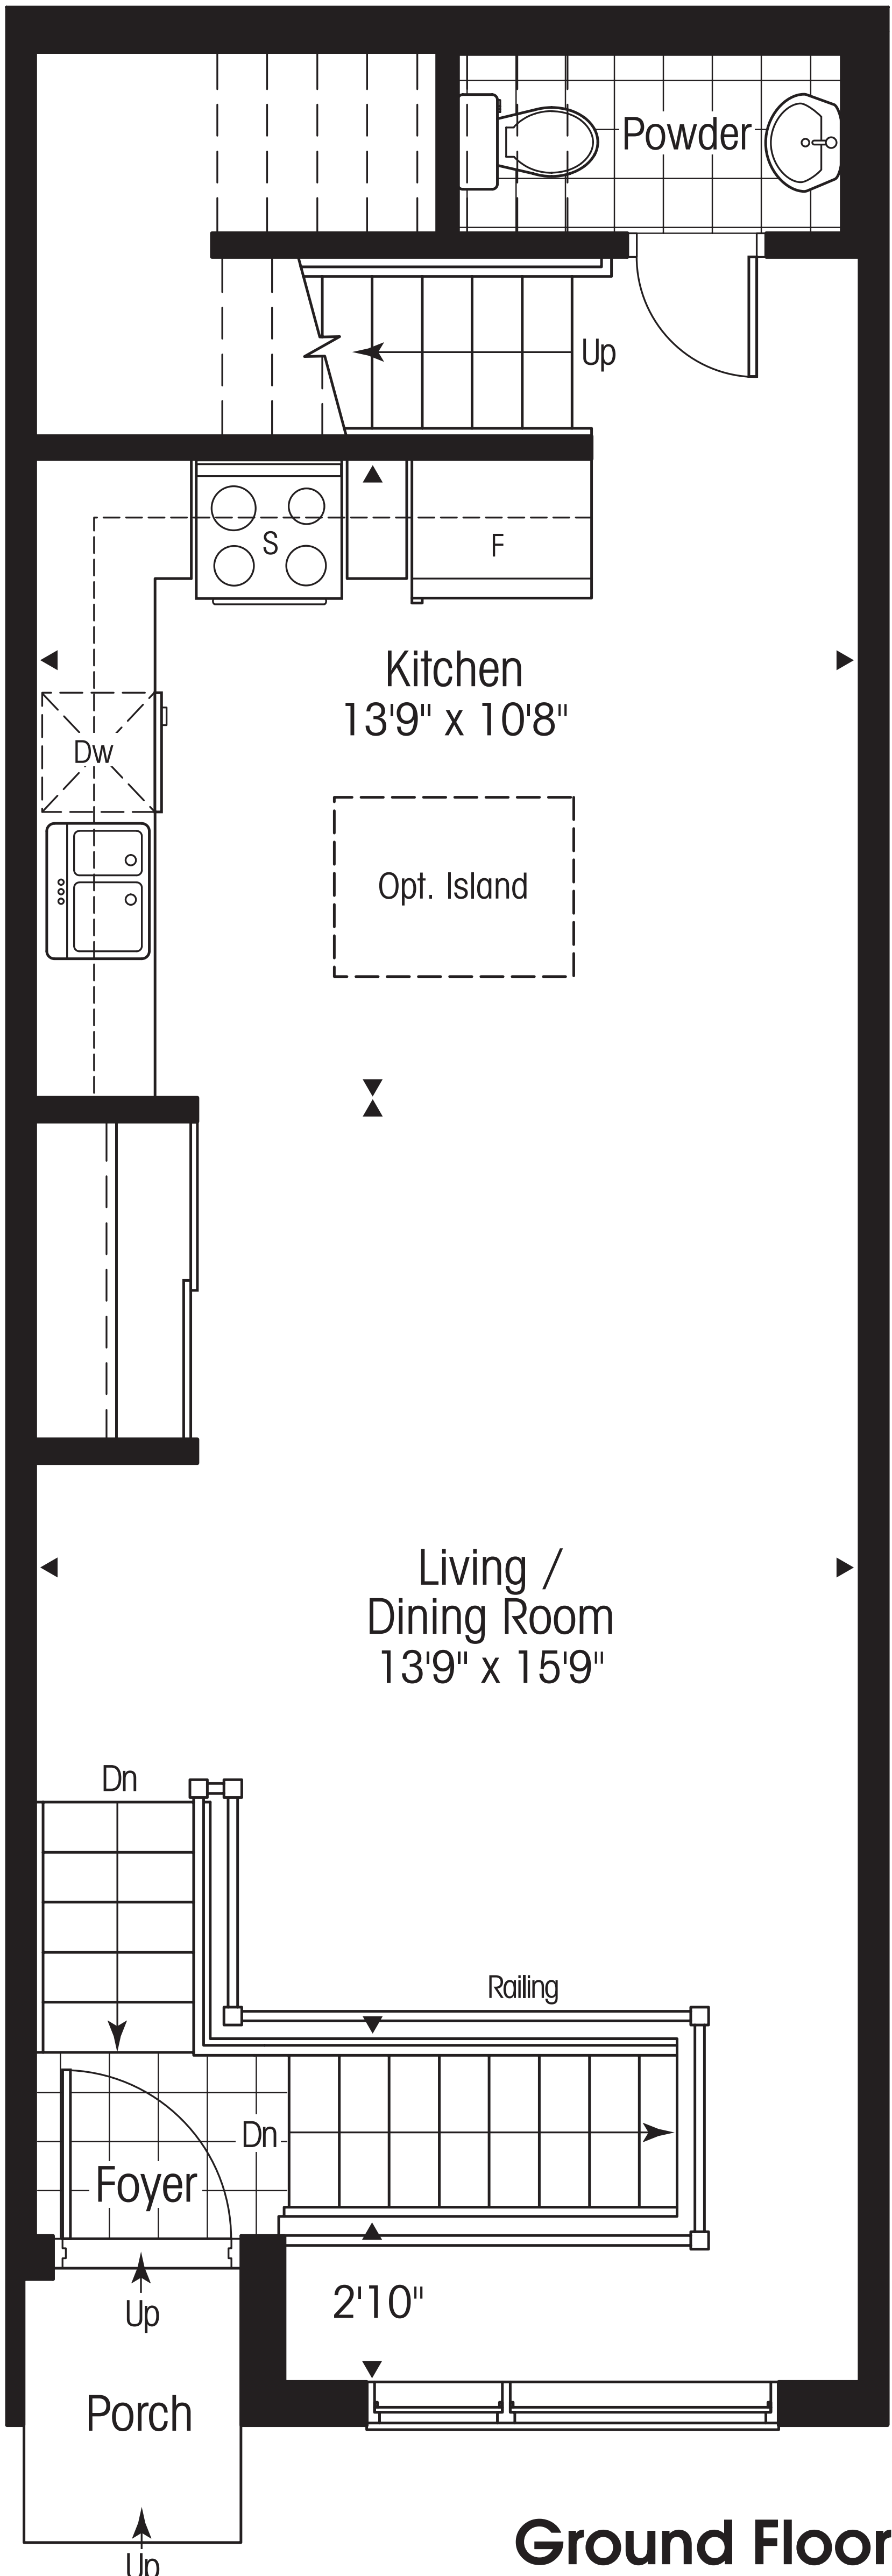 Powder
Up
S
F
Kitchen
13'9" x 10'8"
Dw
Opt. Island
Living /
Dining Room
13'9" x 15'9"
Dn
Railing
Dn
Foyer
2'10"
Up
Porch
Ground Floor
Up